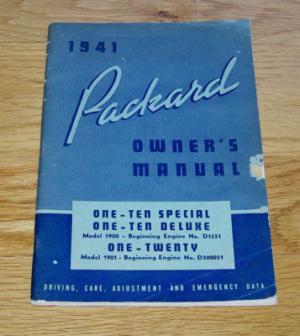 1941
Packard
OWNER'S
MANUAL
ONE-TEN SPECIAL
ONE-TEN DELUXE
Model 1900 - Beginning Engine No. D1551
ONE-TWENTY
Model 1901 - Beginning Engine No. D300051
DRIVING, CARE, ADJUSTMENT AND EMERGENCY DATA